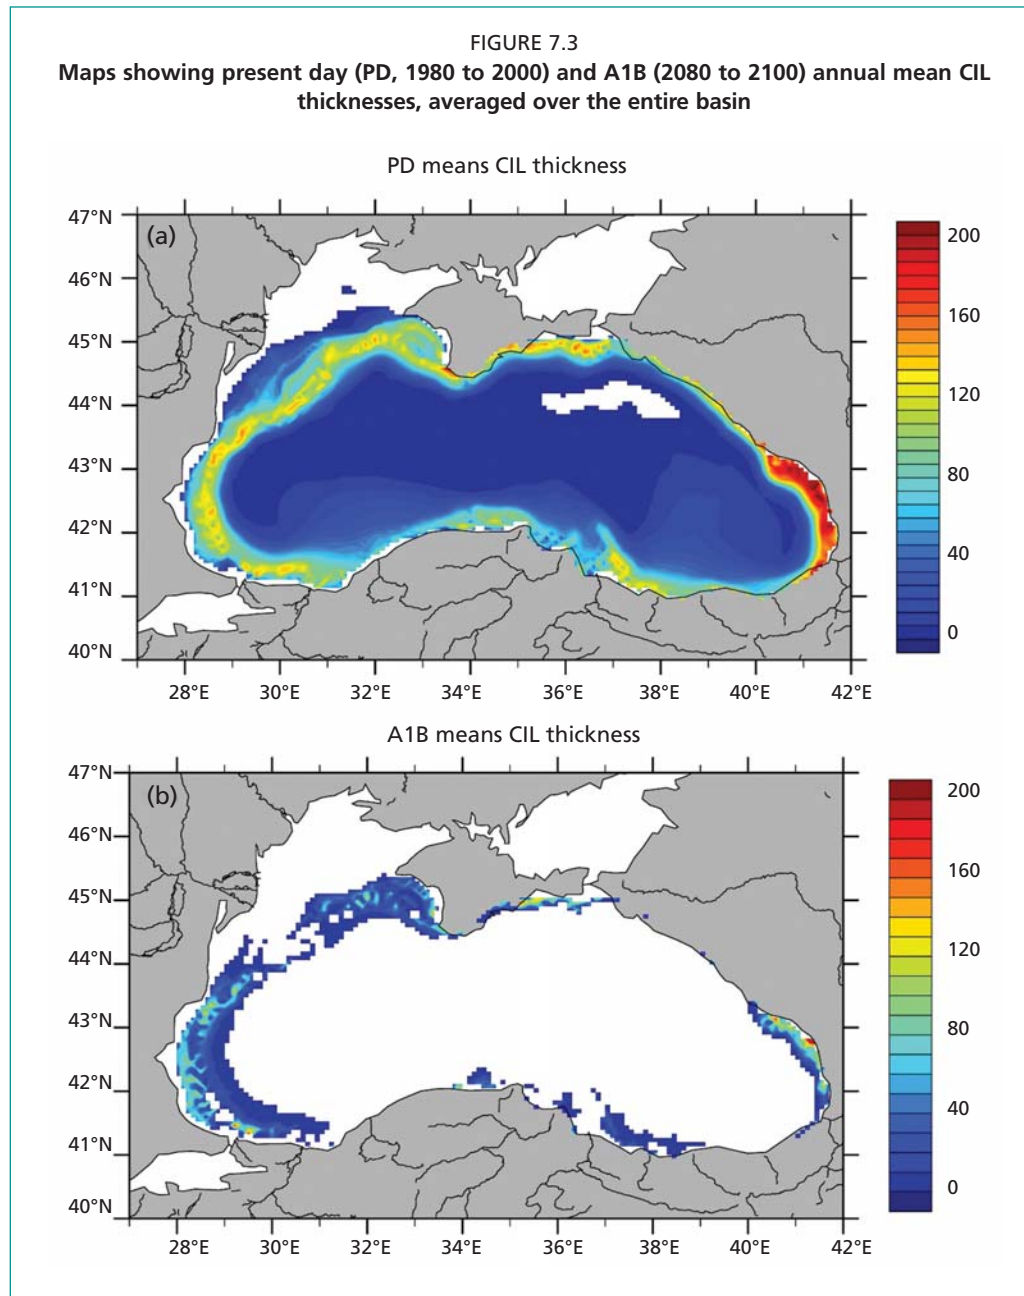 FIGURE 7.3
Maps showing present day (PD, 1980 to 2000) and A1B (2080 to 2100) annual mean CIL
thicknesses, averaged over the entire basin
PD means CIL thickness
(a)
47°N
46°N
45°N
44°N
43°N
42°N
41°N
40°N
28°E 30°E 32°E 34°E 36°E 38°E 40°E 42°E
200
160
120
80
40
0
A1B means CIL thickness
(b)
47°N
46°N
45°N
44°N
43°N
42°N
41°N
40°N
28°E 30°E 32°E 34°E 36°E 38°E 40°E 42°E
200
160
120
80
40
0